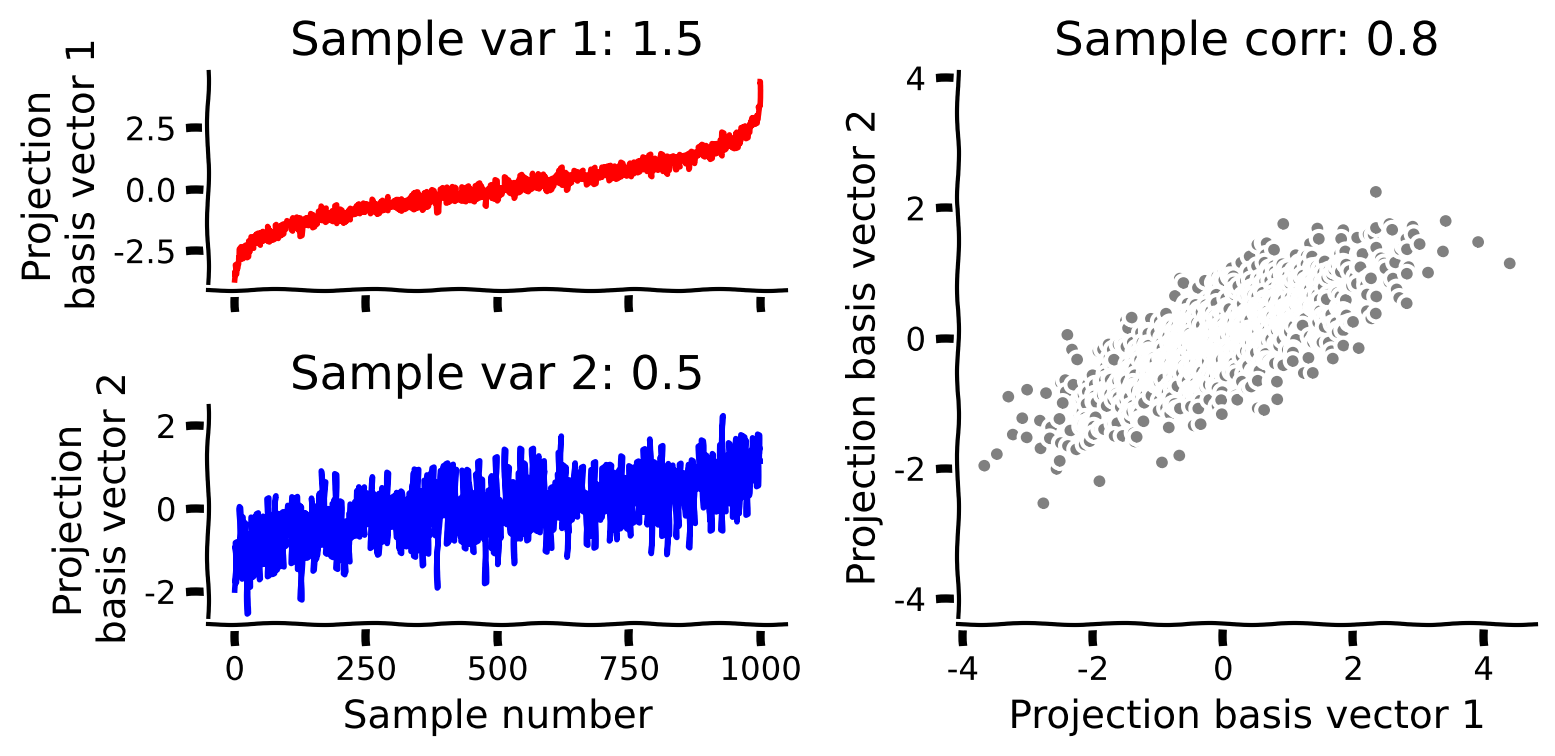 Sample var 1: 1.5
Projection
basis vector 1
2.5
0.0
-2.5
Sample var 2: 0.5
Projection
basis vector 2
2
0
-2
0 250 500 750 1000
Sample number
Sample corr: 0.8
Projection basis vector 2
4
2
0
-2
-4
-4 -2 0 2 4
Projection basis vector 1